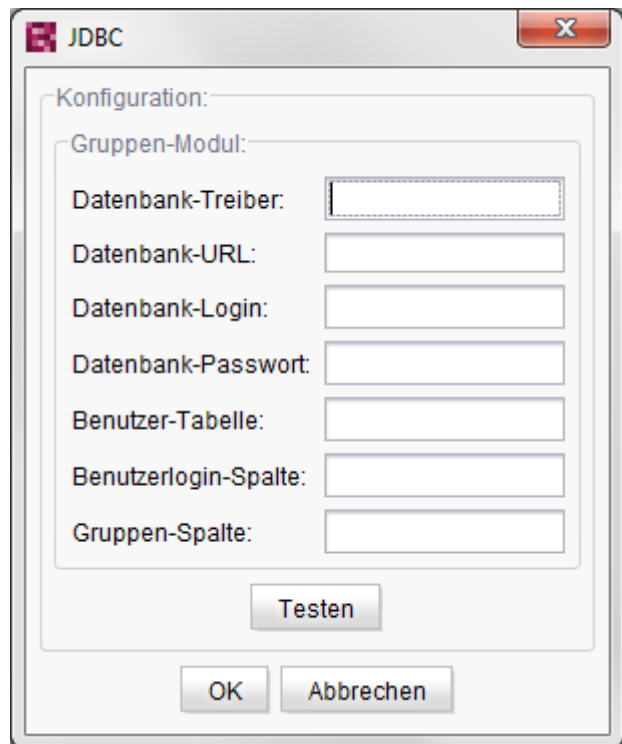 JDBC
Konfiguration:
Gruppen-Modul:
Datenbank-Treiber:
Datenbank-URL:
Datenbank-Login:
Datenbank-Passwort:
Benutzer-Tabelle:
Benutzerlogin-Spalte:
Gruppen-Spalte:
Testen
OK Abbrechen